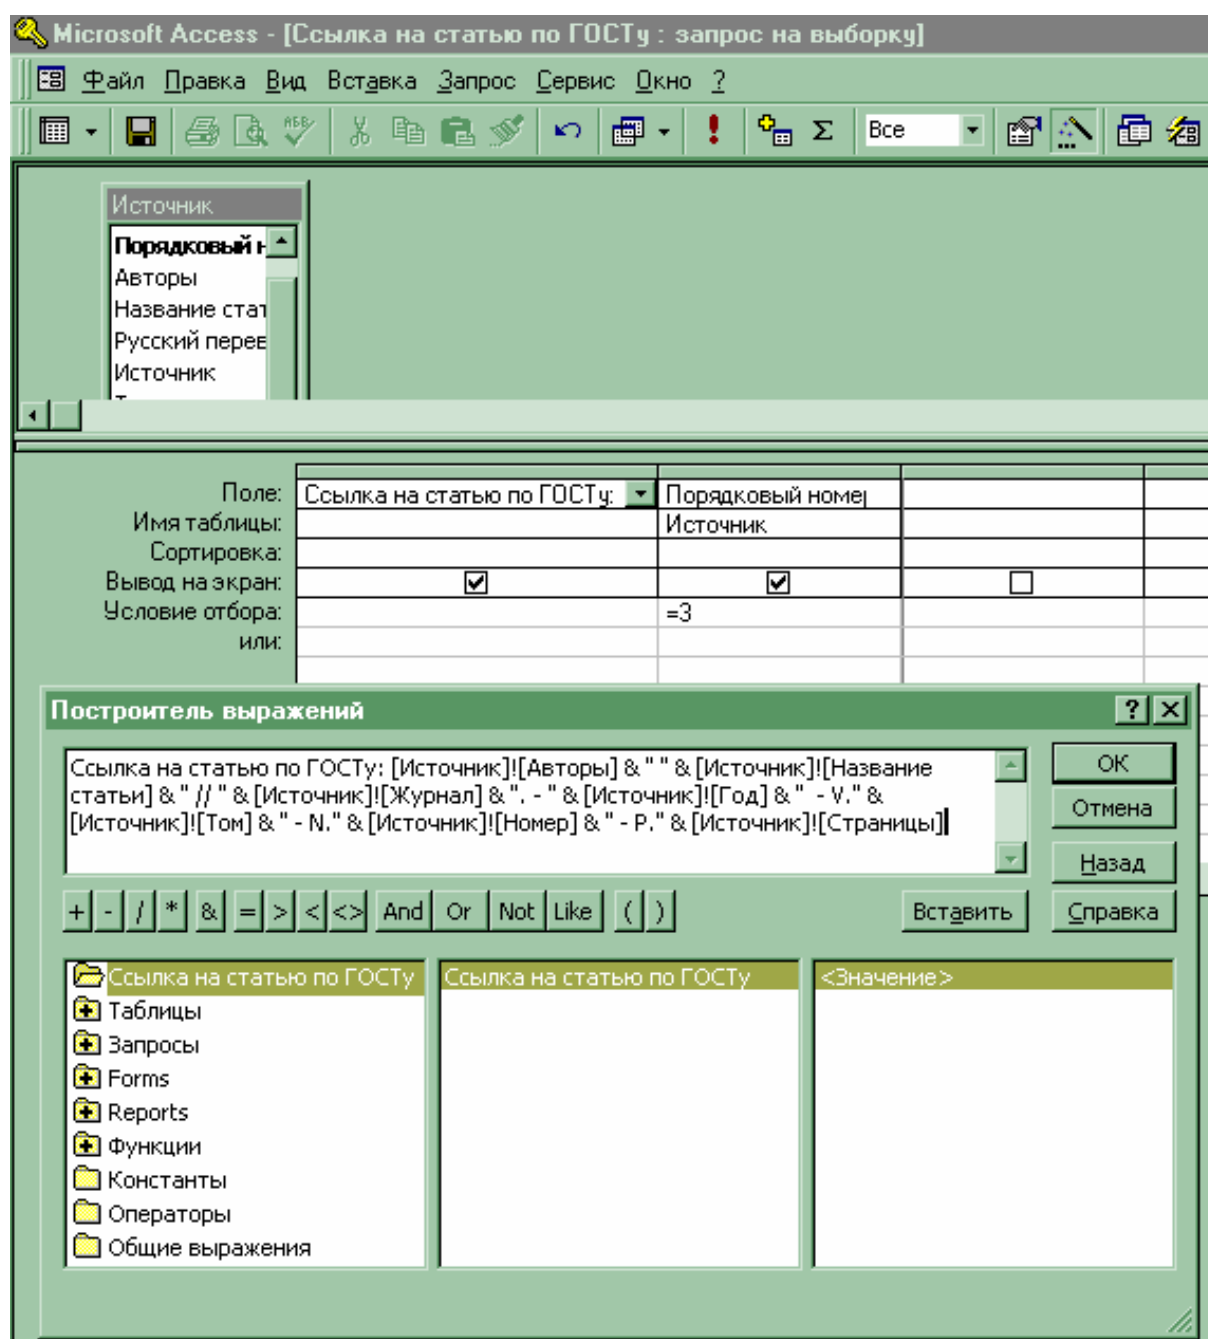 Microsoft Access - [Ссылка на статью по ГОСТу : запрос на выборку]
Файл Правка Вид Вставка Запрос Сервис Окно ?
Все
Источник
Порядковый н
Авторы
Название стат
Русский перев
Источник
Поле: Ссылка на статью по ГОСТу: Порядковый номер
Имя таблицы: Источник
Сортировка:
Вывод на экран:
Условие отбора: =3
или:
Построитель выражений
Ссылка на статью по ГОСТу: [Источник]![Авторы] & " " & [Источник]![Название
статьи] & " // " & [Источник]![Журнал] & ". - " & [Источник]![Год] & " - V." &
[Источник]![Том] & " - N." & [Источник]![Номер] & " - P." & [Источник]![Страницы]
ОК
Отмена
Назад
+ - / * & = > < <> And Or Not Like ( ) Вставить Справка
Ссылка на статью по ГОСТу Ссылка на статью по ГОСТу <Значение>
Таблицы
Запросы
Forms
Reports
Функции
Константы
Операторы
Общие выражения